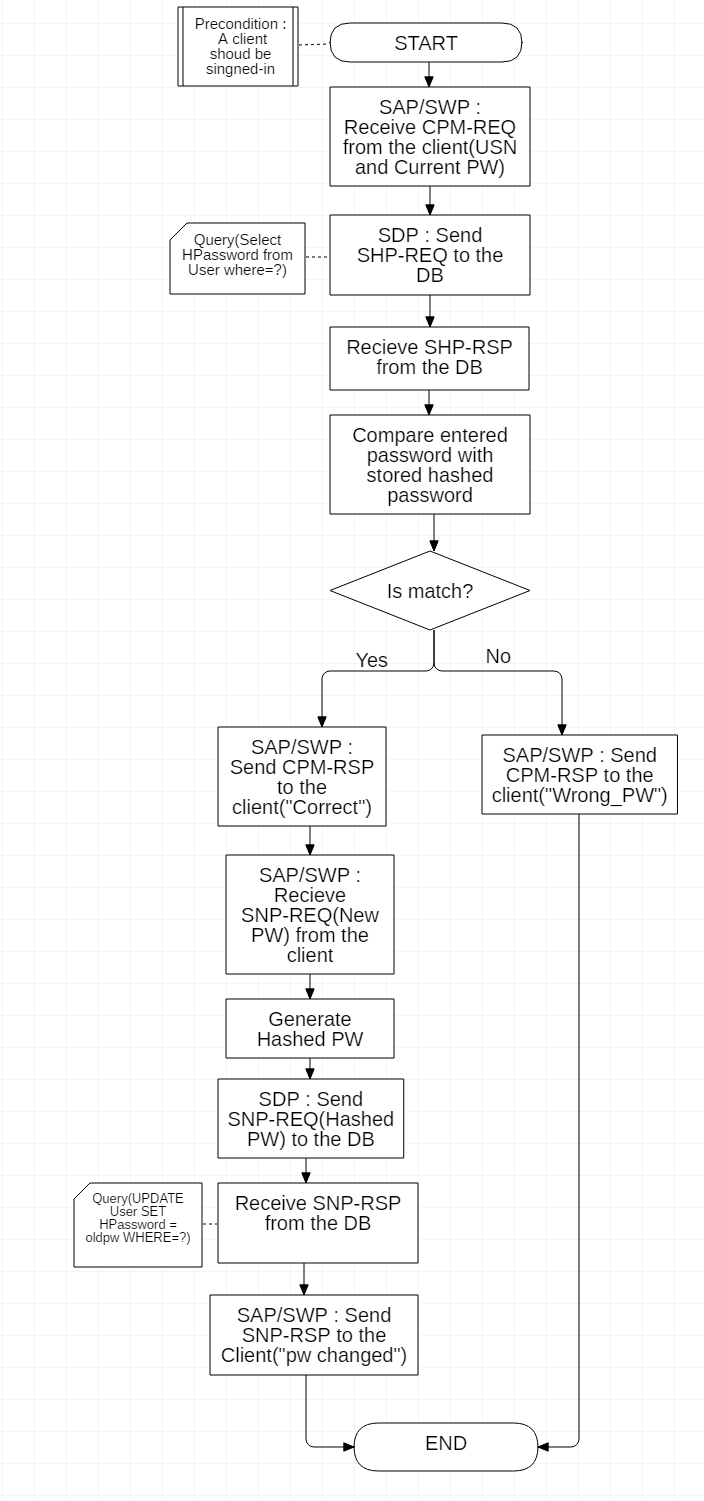 Precondition :
A client
shoud be
singned-in
START
SAP/SWP :
Receive CPM-REQ
from the client(USN
and Current PW)
Query(Select
HPassword from
User where=?)
SDP : Send
SHP-REQ to the
DB
Recieve SHP-RSP
from the DB
Compare entered
password with
stored hashed
password
Is match?
Yes
No
SAP/SWP :
Send CPM-RSP
to the
client("Correct")
SAP/SWP : Send
CPM-RSP to the
client("Wrong_PW")
SAP/SWP :
Recieve
SNP-REQ(New
PW) from the
client
Generate
Hashed PW
SDP : Send
SNP-REQ(Hashed
PW) to the DB
Query(UPDATE
User SET
HPassword =
oldpw WHERE=?)
Receive SNP-RSP
from the DB
SAP/SWP : Send
SNP-RSP to the
Client("pw changed")
END